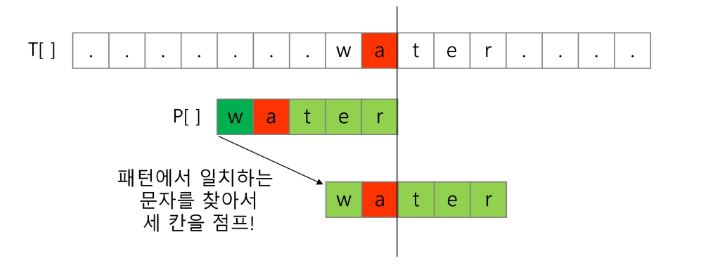 T[ ] . . . . . . . w a t e r . . . .
P[ ] w a t e r
w a t e r
패턴에서 일치하는
문자를 찾아서
세 칸을 점프!